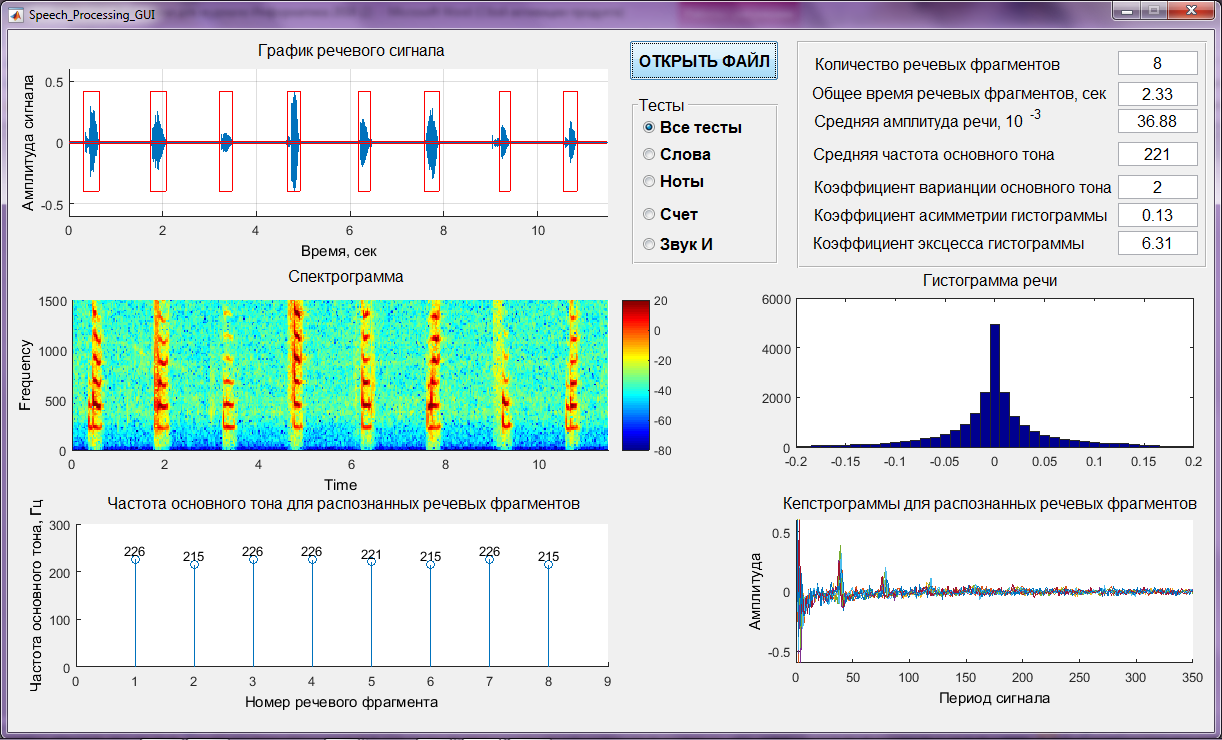 Speech_Processing_GUI
График речевого сигнала
Амплитуда сигнала
0.5
0
-0.5
0 2 4 6 8 10
Время, сек
ОТКРЫТЬ ФАЙЛ
Тесты
Все тесты
Слова
Ноты
Счет
Звук И
Количество речевых фрагментов 8
Общее время речевых фрагментов, сек 2.33
Средняя амплитуда речи, 10 -3 36.88
Средняя частота основного тона 221
Коэффициент варианции основного тона 2
Коэффициент асимметрии гистограммы 0.13
Коэффициент эксцесса гистограммы 6.31
Спектрограмма
Frequency
1500
1000
500
0
0 2 4 6 8 10
Time
20
0
-20
-40
-60
-80
Гистограмма речи
6000
4000
2000
0
-0.2 -0.15 -0.1 -0.05 0 0.05 0.1 0.15 0.2
Частота основного тона для распознанных речевых фрагментов
Частота основного тона, Гц
300
200
100
0
226 215 226 226 221 215 226 215
0 1 2 3 4 5 6 7 8 9
Номер речевого фрагмента
Кепстрограммы для распознанных речевых фрагментов
Амплитуда
0.5
0
-0.5
0 50 100 150 200 250 300 350
Период сигнала